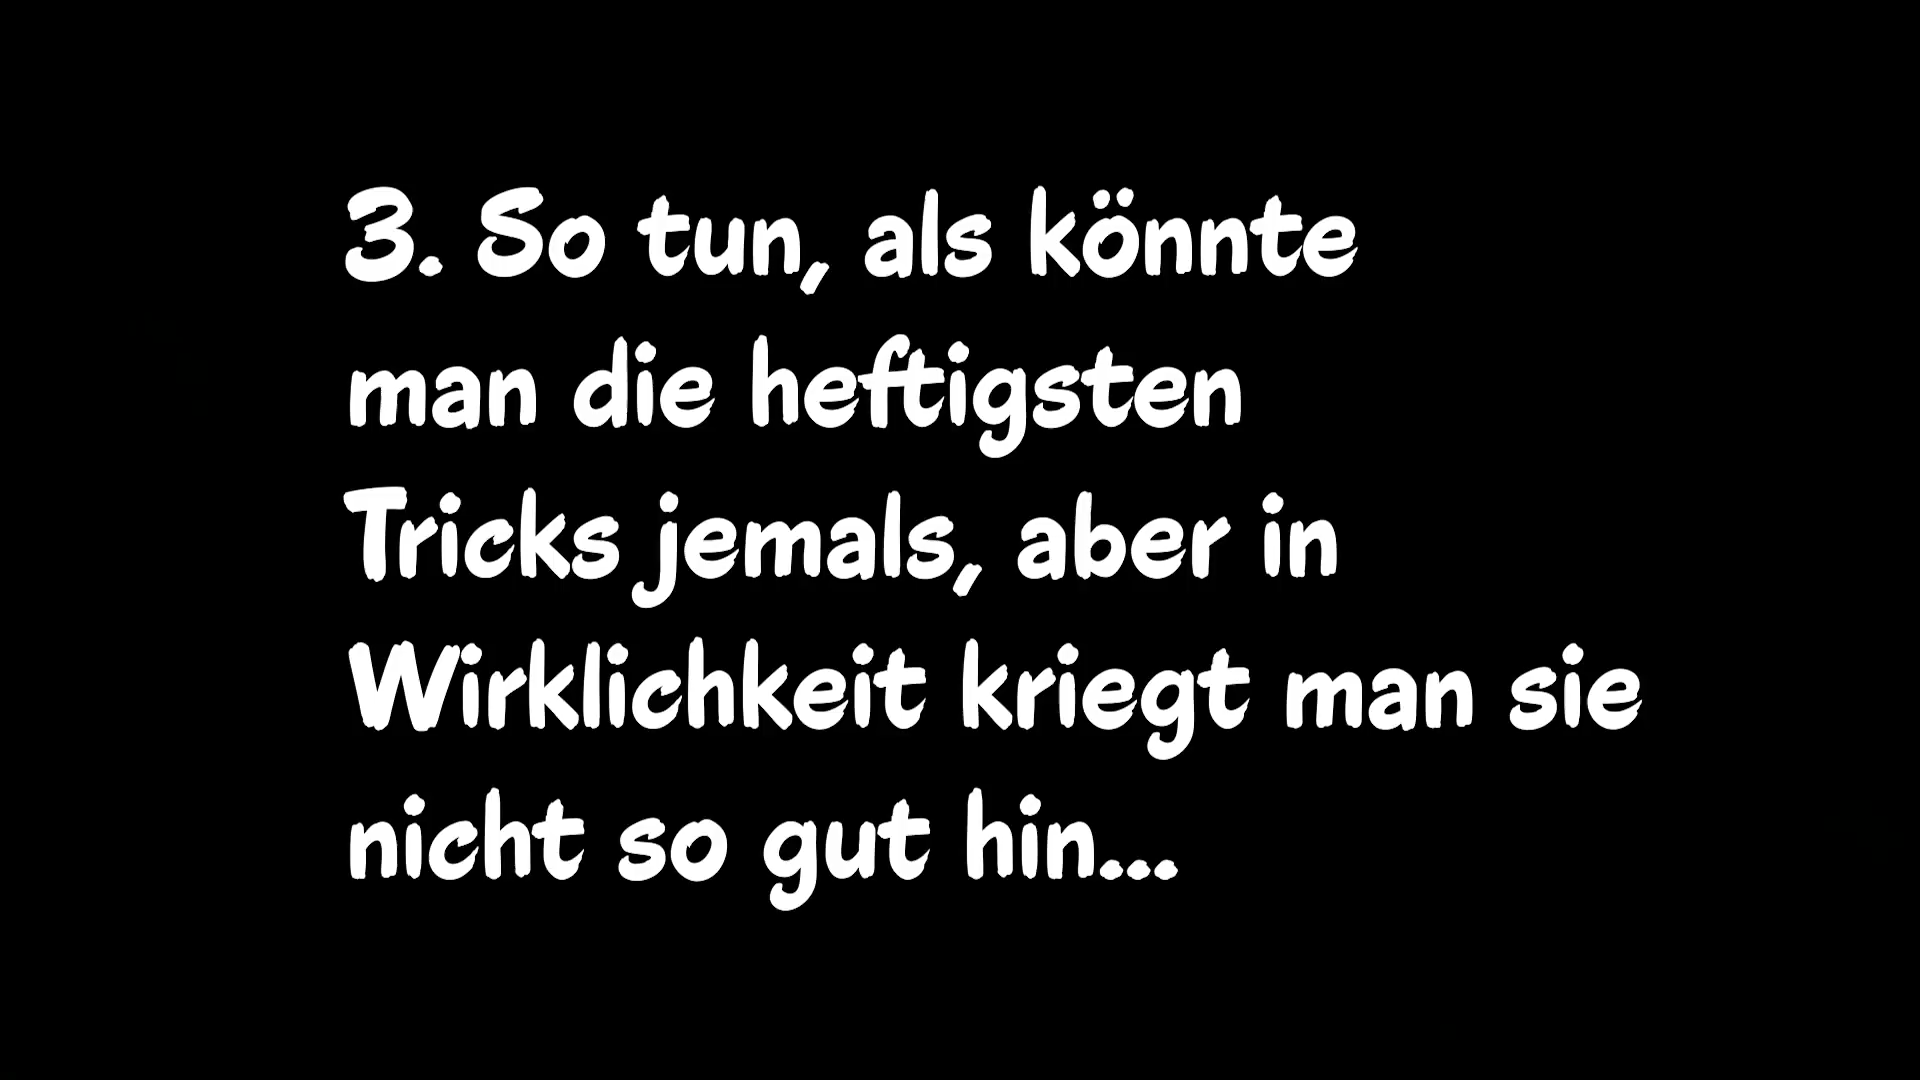 3. So tun, als könnte
man die heftigsten
Tricks jemals, aber in
Wirklichkeit kriegt man sie
nicht so gut hin...